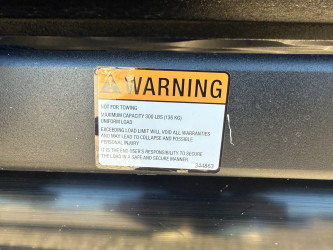 WARNING
NOT FOR TOWING
MAXIMUM CAPACITY 300 LBS (136 KG)
UNIFORM LOAD
EXCEEDING LOAD LIMIT WILL VOID ALL WARRANTIES
AND MAY LEAD TO COLLAPSE AND POSSIBLE
PERSONAL INJURY
IT IS THE END USER'S RESPONSIBILITY TO SECURE
THE LOAD IN A SAFE AND SECURE MANNER